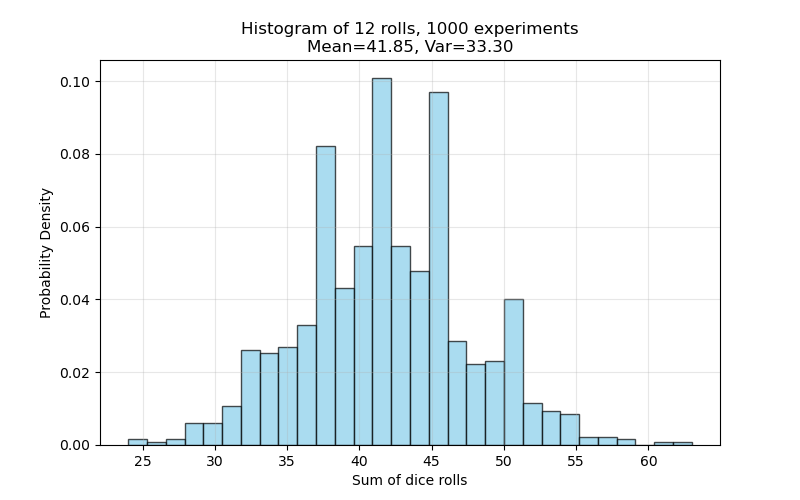 Histogram of 12 rolls, 1000 experiments
Mean=41.85, Var=33.30
Probability Density
0.10
0.08
0.06
0.04
0.02
0.00
25 30 35 40 45 50 55 60
Sum of dice rolls